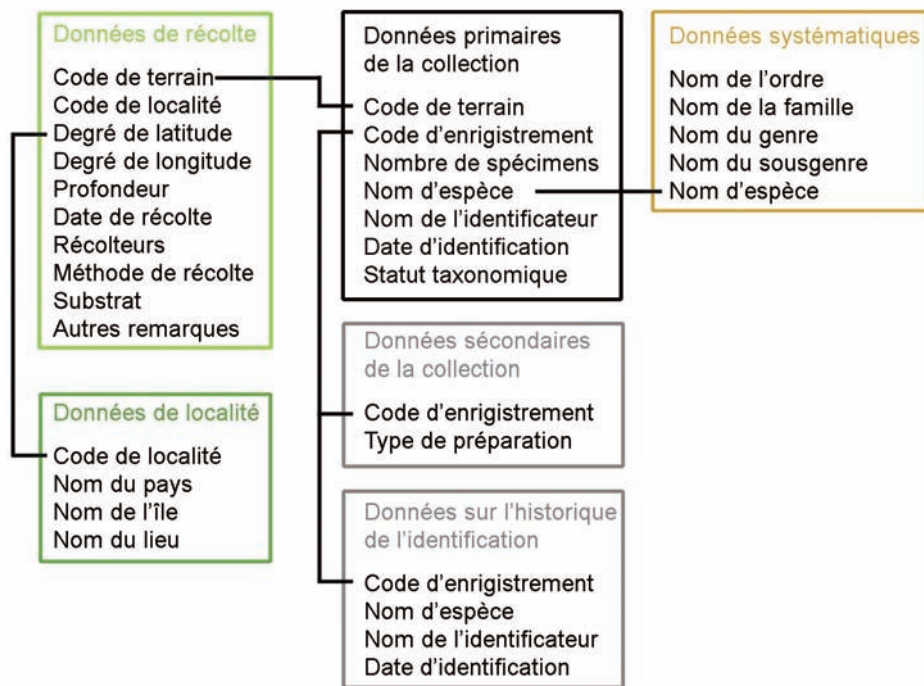 Données de récolte
Code de terrain
Code de localité
Degré de latitude
Degré de longitude
Profondeur
Date de récolte
Récolteurs
Méthode de récolte
Substrat
Autres remarques
Données de localité
Code de localité
Nom du pays
Nom de l'île
Nom du lieu
Données primaires
de la collection
Code de terrain
Code d'enrigistrement
Nombre de spécimens
Nom d'espèce
Nom de l'identificateur
Date d'identification
Statut taxonomique
Données sécondaires
de la collection
Code d'enrigistrement
Type de préparation
Données sur l'historique
de l'identification
Code d'enrigistrement
Nom d'espèce
Nom de l'identificateur
Date d'identification
Données systématiques
Nom de l'ordre
Nom de la famille
Nom du genre
Nom du sousgenre
Nom d'espèce